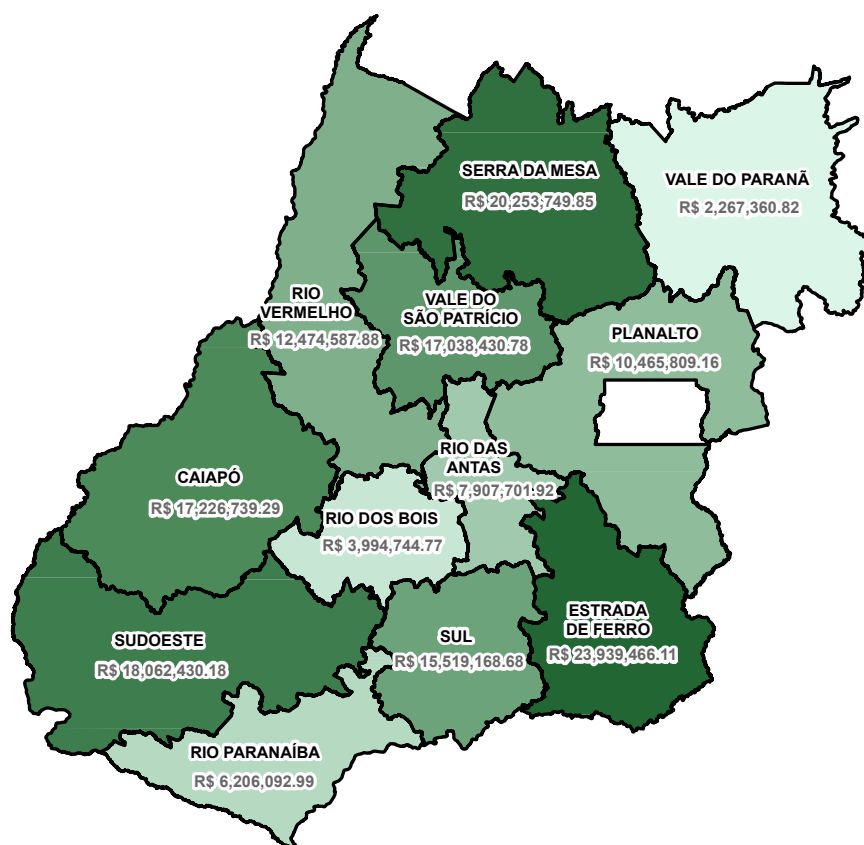 SERRA DA MESA
R$ 20,253,749.85
VALE DO PARANÃ
R$ 2,267,360.82
RIO
VERMELHO
R$ 12,474,587.88
VALE DO
SÃO PATRÍCIO
R$ 17,038,430.78
PLANALTO
R$ 10,465,809.16
CAIAPÓ
R$ 17,226,739.29
RIO DAS
ANTAS
R$ 7,907,701.92
RIO DOS BOIS
R$ 3,994,744.77
SUDOESTE
R$ 18,062,430.18
SUL
R$ 15,519,168.68
ESTRADA
DE FERRO
R$ 23,939,466.11
RIO PARANAÍBA
R$ 6,206,092.99